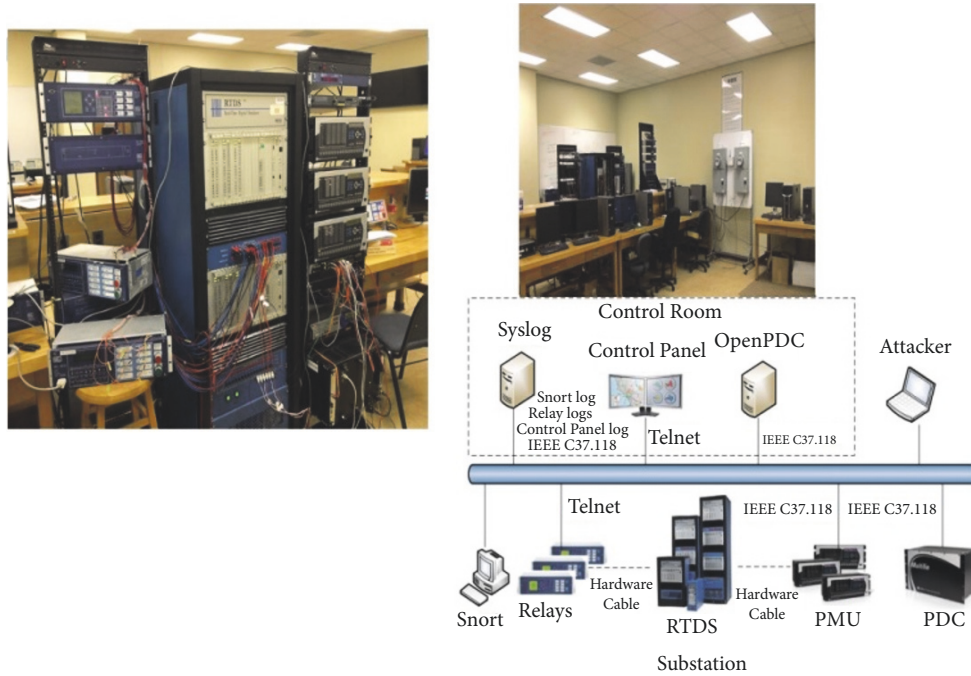 RTDS
Control Room
Syslog
Control Panel
OpenPDC
Attacker
Snort log
Relay logs
Control Panel log
IEEE C37.118
Telnet
IEEE C37.118
Telnet
IEEE C37.118
IEEE C37.118
Hardware
Cable
Hardware
Cable
Snort
Relays
RTDS
PMU
PDC
Substation